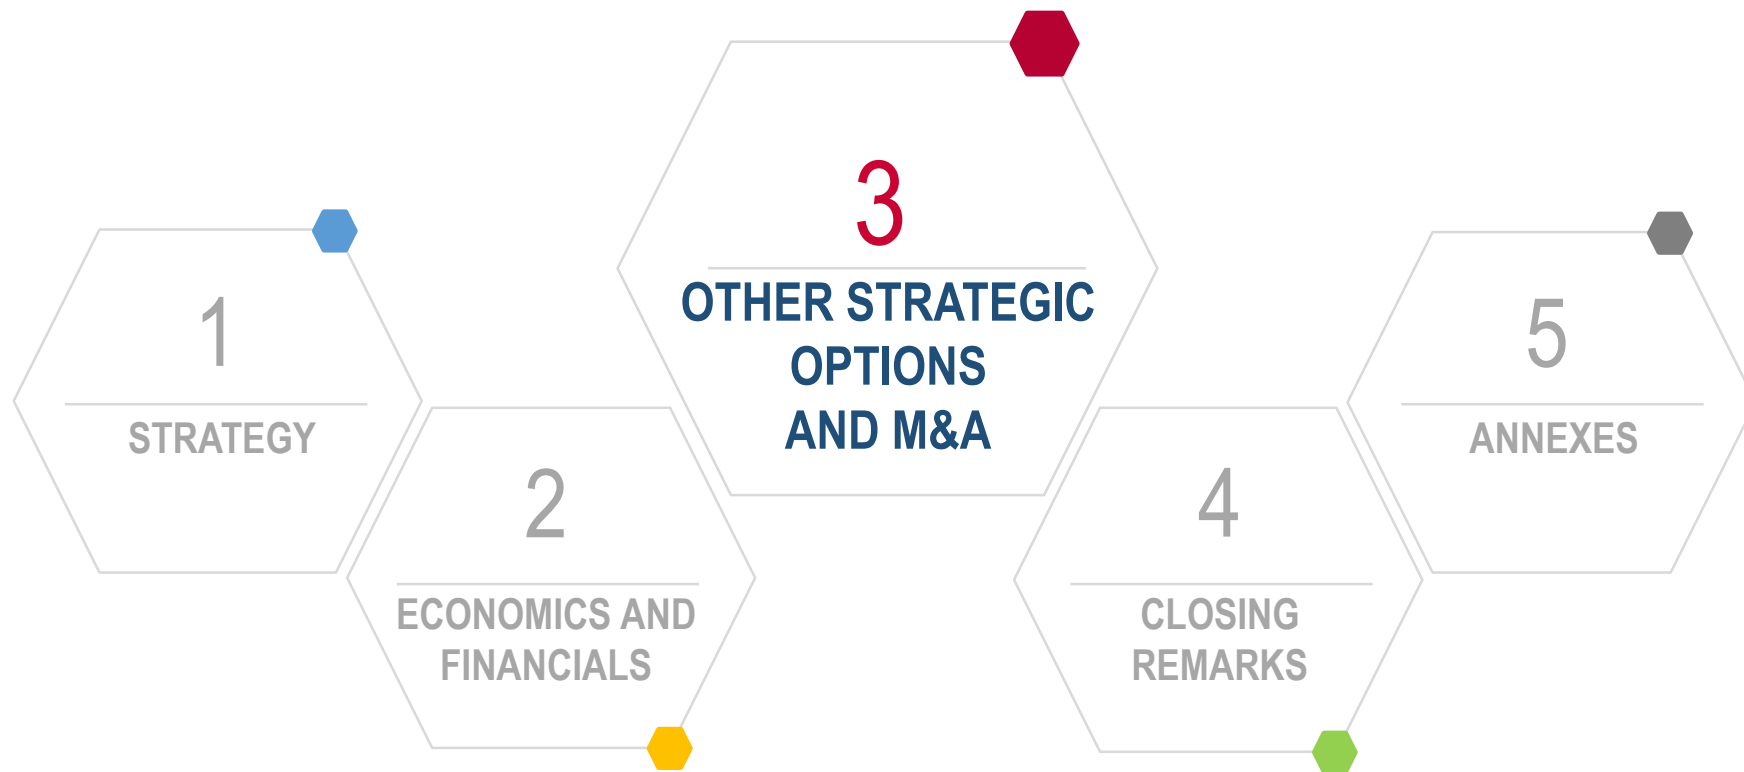 1
STRATEGY
2
ECONOMICS AND
FINANCIALS
3
OTHER STRATEGIC
OPTIONS
AND M&A
4
CLOSING
REMARKS
5
ANNEXES